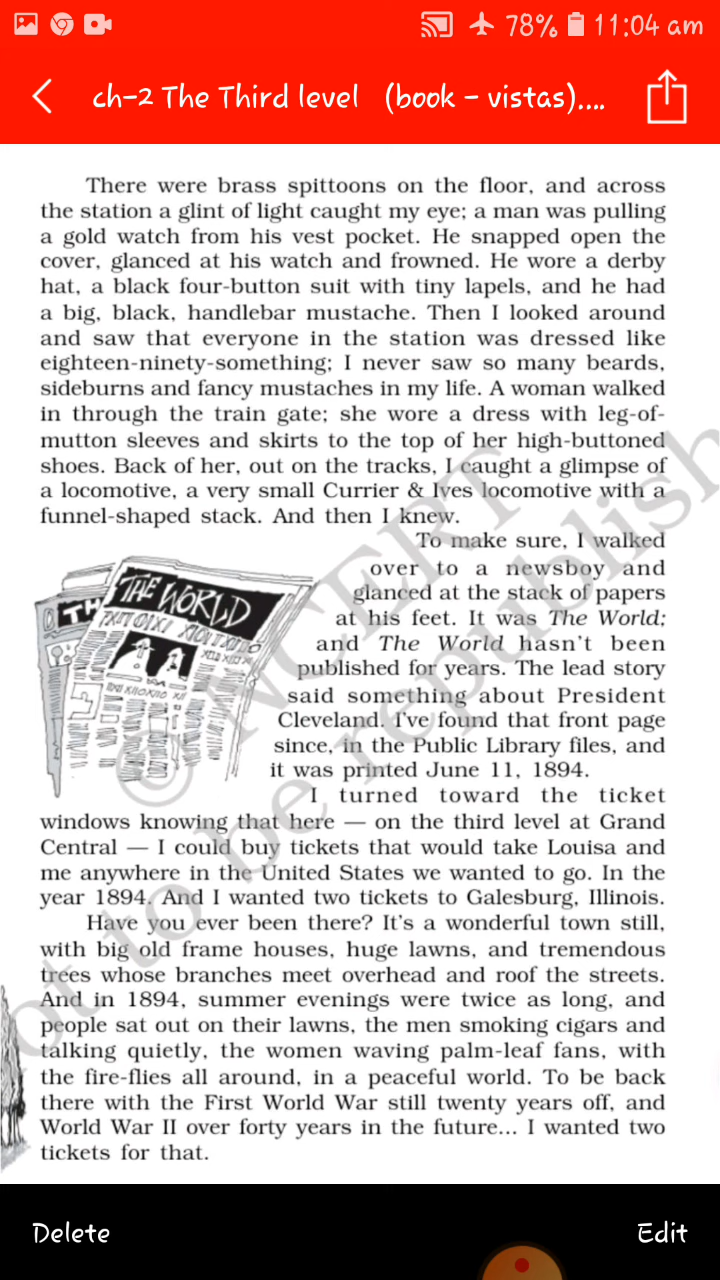 78% 11:04 am
ch-2 The Third level (book - vistas)....
There were brass spittoons on the floor, and across
the station a glint of light caught my eye; a man was pulling
a gold watch from his vest pocket. He snapped open the
cover, glanced at his watch and frowned. He wore a derby
hat, a black four-button suit with tiny lapels, and he had
a big, black, handlebar mustache. Then I looked around
and saw that everyone in the station was dressed like
eighteen-ninety-something; I never saw so many beards,
sideburns and fancy mustaches in my life. A woman walked
in through the train gate; she wore a dress with leg-of-
mutton sleeves and skirts to the top of her high-buttoned
shoes. Back of her, out on the tracks, I caught a glimpse of
a locomotive, a very small Currier & Ives locomotive with a
funnel-shaped stack. And then I knew.
To make sure, I walked
over to a newsboy and
glanced at the stack of papers
at his feet. It was The World;
and The World hasn't been
published for years. The lead story
said something about President
Cleveland. I've found that front page
since, in the Public Library files, and
it was printed June 11, 1894.
TH
THE WORLD
I turned toward the ticket
windows knowing that here — on the third level at Grand
Central — I could buy tickets that would take Louisa and
me anywhere in the United States we wanted to go. In the
year 1894. And I wanted two tickets to Galesburg, Illinois.
Have you ever been there? It's a wonderful town still,
with big old frame houses, huge lawns, and tremendous
trees whose branches meet overhead and roof the streets.
And in 1894, summer evenings were twice as long, and
people sat out on their lawns, the men smoking cigars and
talking quietly, the women waving palm-leaf fans, with
the fire-flies all around, in a peaceful world. To be back
there with the First World War still twenty years off, and
World War II over forty years in the future... I wanted two
tickets for that.
© NCERT
ot to be republish
Delete
Edit